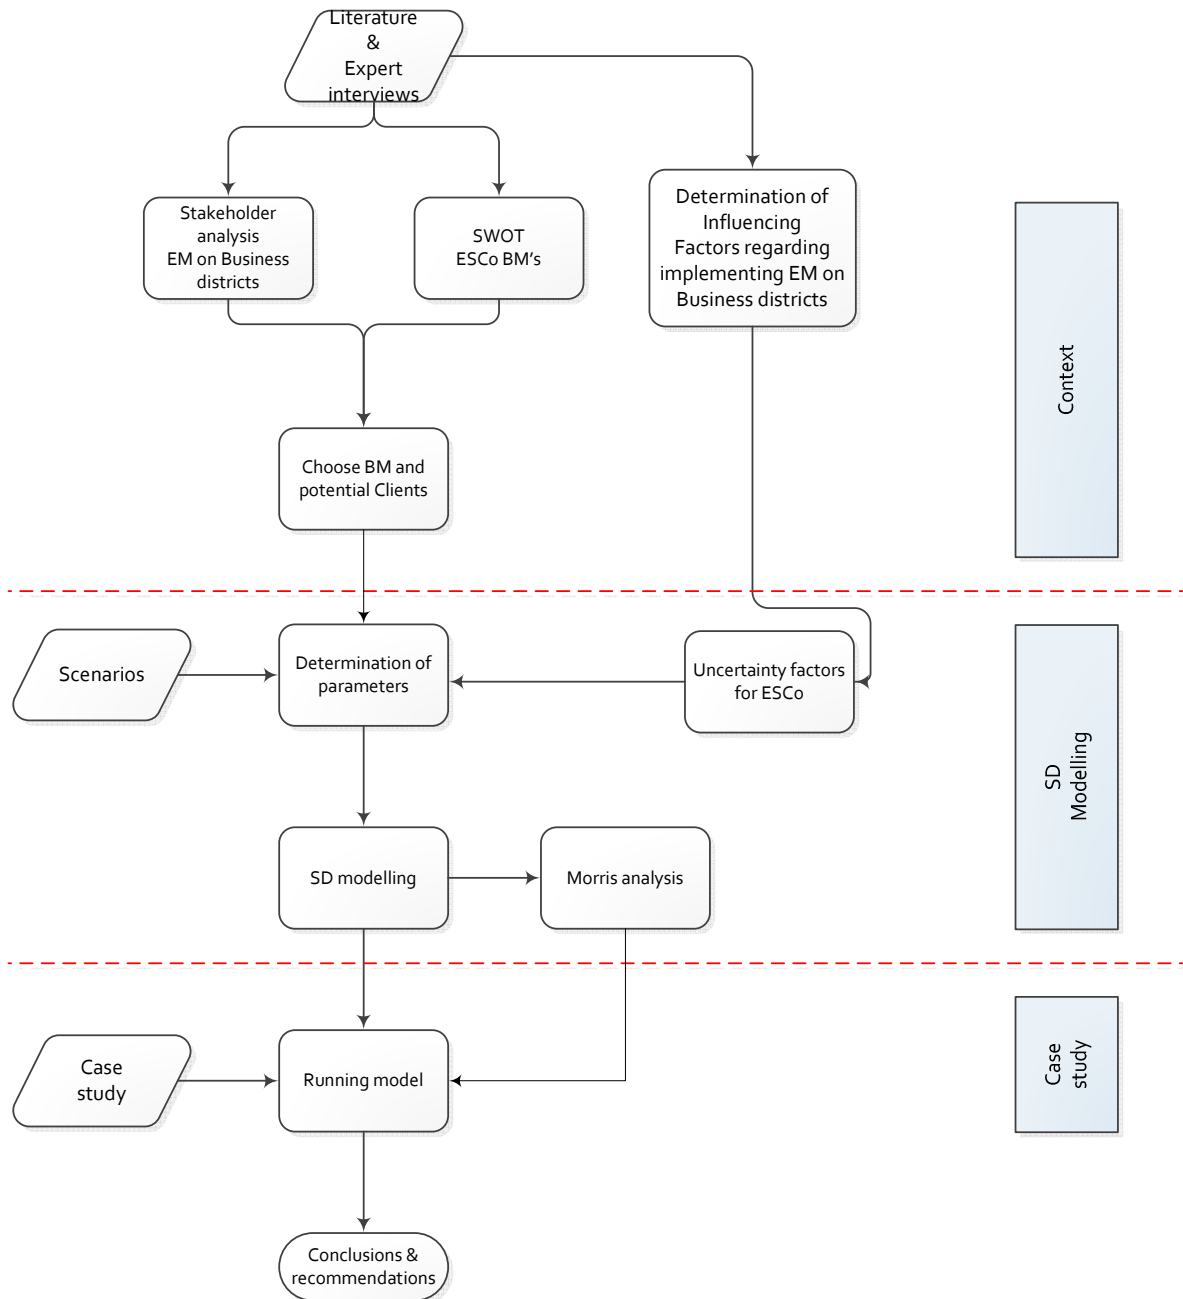 Literature
&
Expert
interviews
Stakeholder
analysis
EM on Business
districts
SWOT
ESCo BM's
Determination of
Influencing
Factors regarding
implementing EM on
Business districts
Context
Choose BM and
potential Clients
Scenarios
Determination of
parameters
Uncertainty factors
for ESCo
SD
Modelling
SD modelling
Morris analysis
Case
study
Running model
Case
study
Conclusions &
recommendations